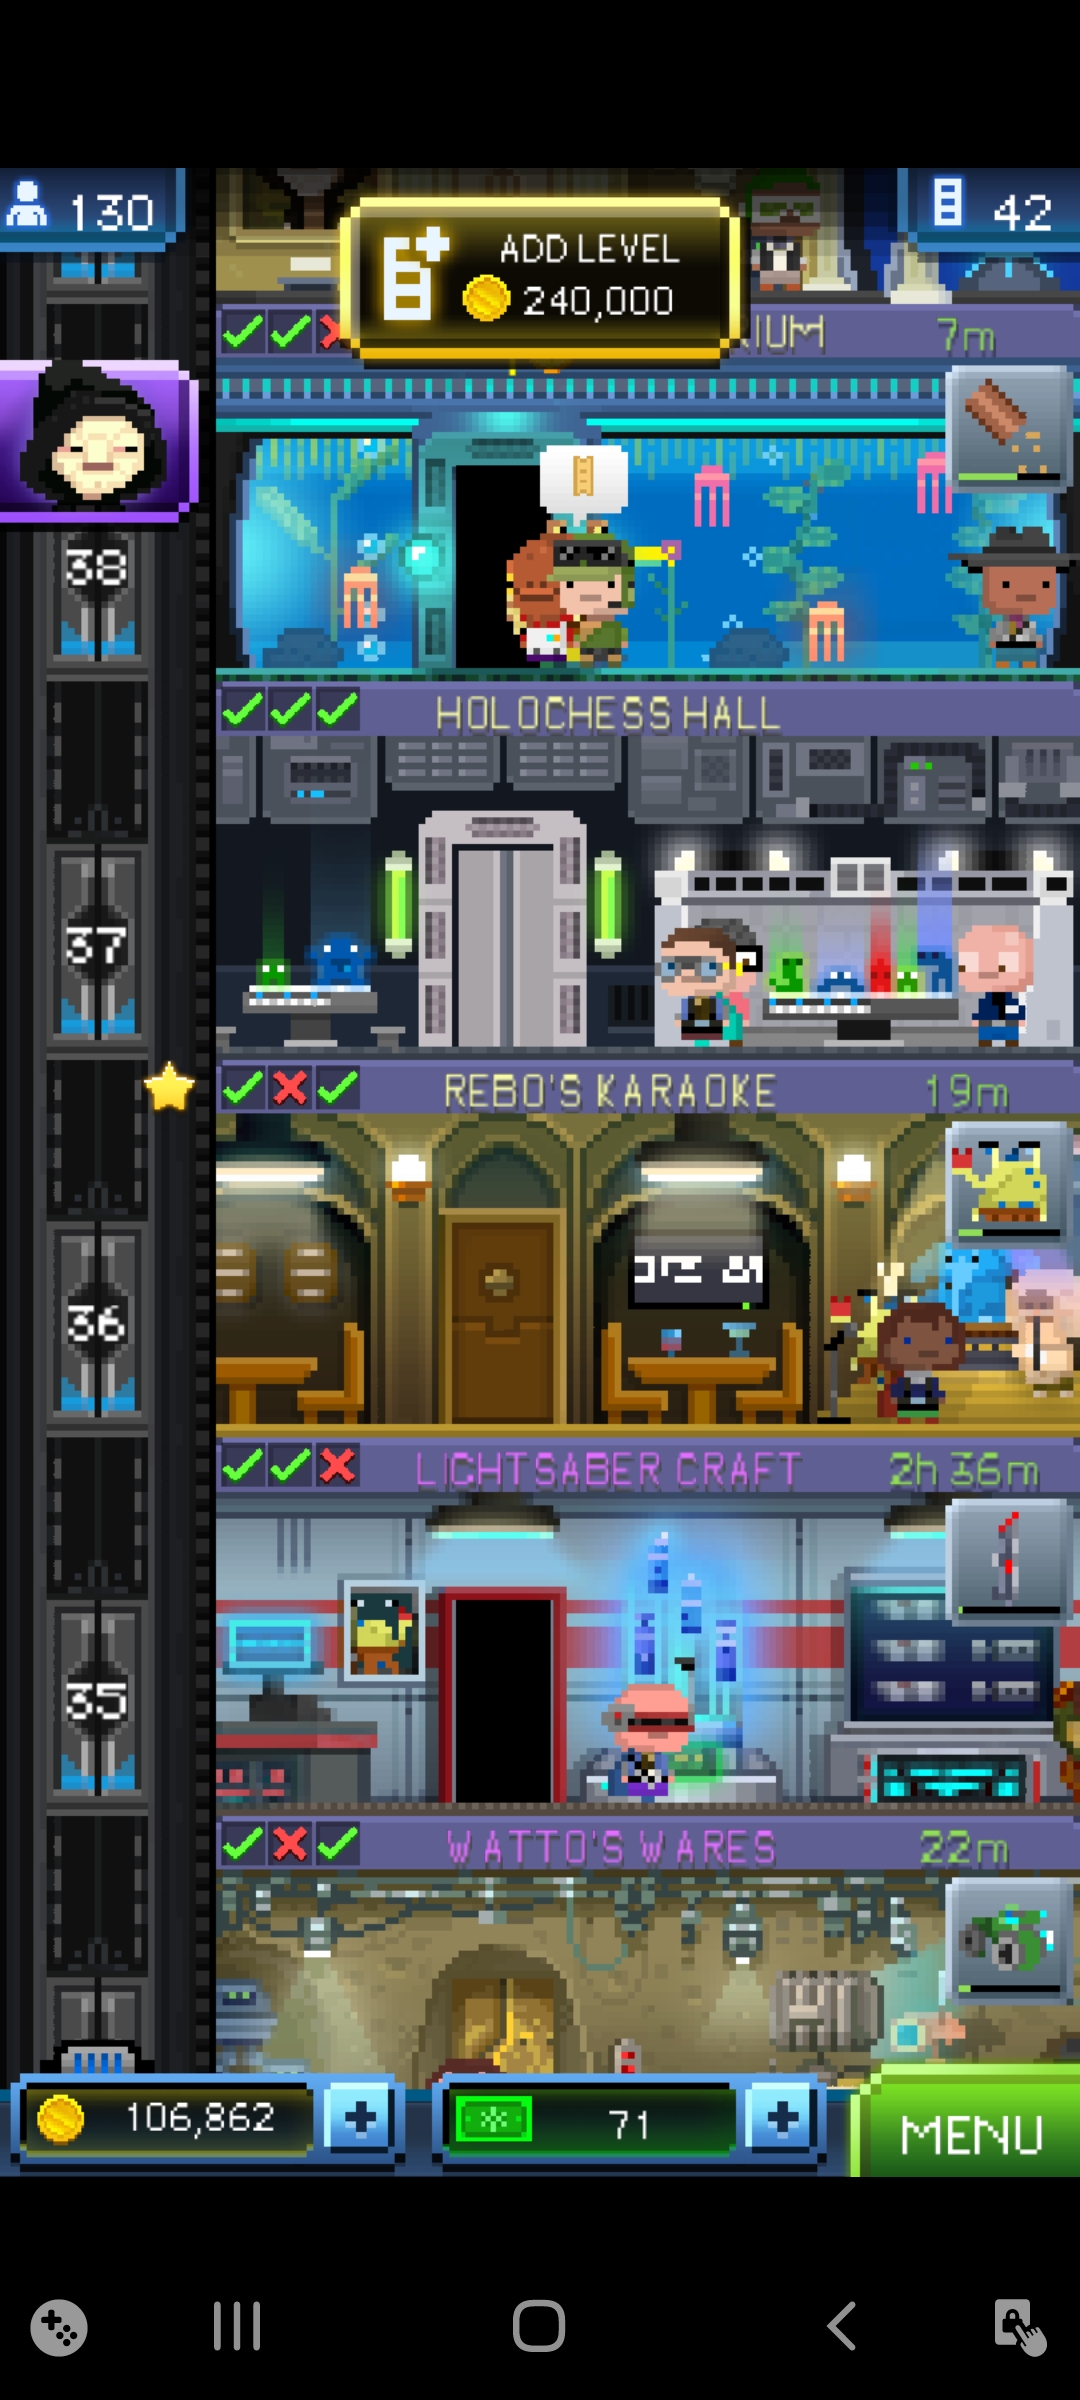 130
ADD LEVEL
240,000
42
RIUM 7m
38
HOLOCHESS HALL
37
REBO'S KARAOKE 19m
36
LIGHTSABER CRAFT 2h 36m
35
WATTO'S WARES 22m
106,862
71
MENU